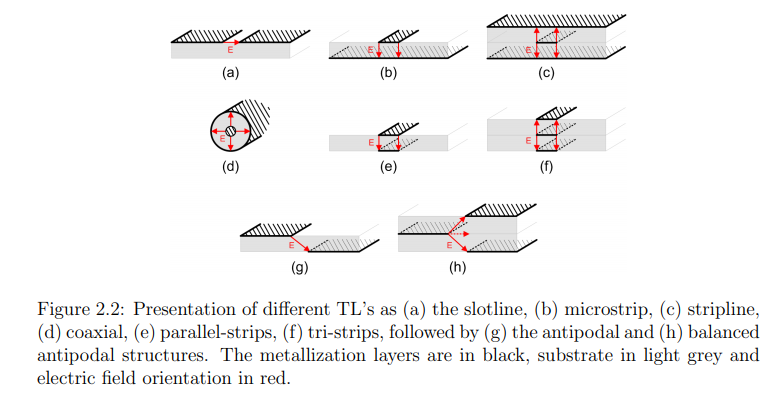 E
(a)
E
(b)
E
(c)
E
(d)
E
(e)
E
(f)
E
(g)
E
(h)
Figure 2.2: Presentation of different TL's as (a) the slotline, (b) microstrip, (c) stripline,
(d) coaxial, (e) parallel-strips, (f) tri-strips, followed by (g) the antipodal and (h) balanced
antipodal structures. The metallization layers are in black, substrate in light grey and
electric field orientation in red.